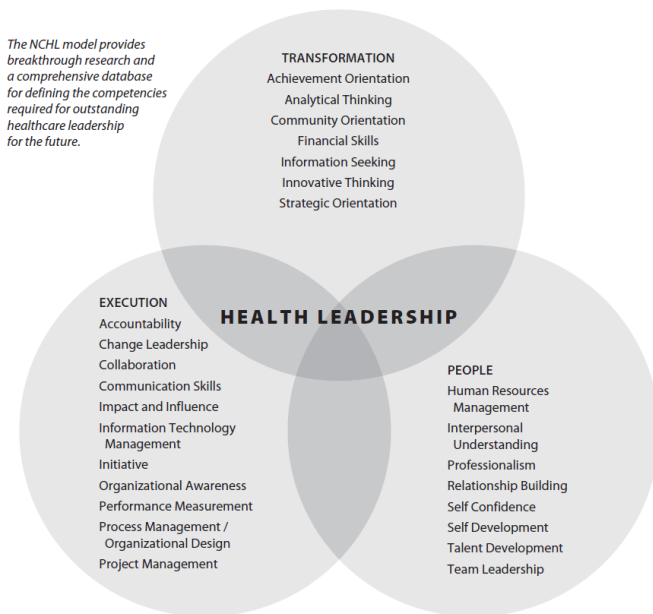 The NCHL model provides
breakthrough research and
a comprehensive database
for defining the competencies
required for outstanding
healthcare leadership
for the future.
TRANSFORMATION
Achievement Orientation
Analytical Thinking
Community Orientation
Financial Skills
Information Seeking
Innovative Thinking
Strategic Orientation
HEALTH LEADERSHIP
EXECUTION
Accountability
Change Leadership
Collaboration
Communication Skills
Impact and Influence
Information Technology
Management
Initiative
Organizational Awareness
Performance Measurement
Process Management /
Organizational Design
Project Management
PEOPLE
Human Resources
Management
Interpersonal
Understanding
Professionalism
Relationship Building
Self Confidence
Self Development
Talent Development
Team Leadership